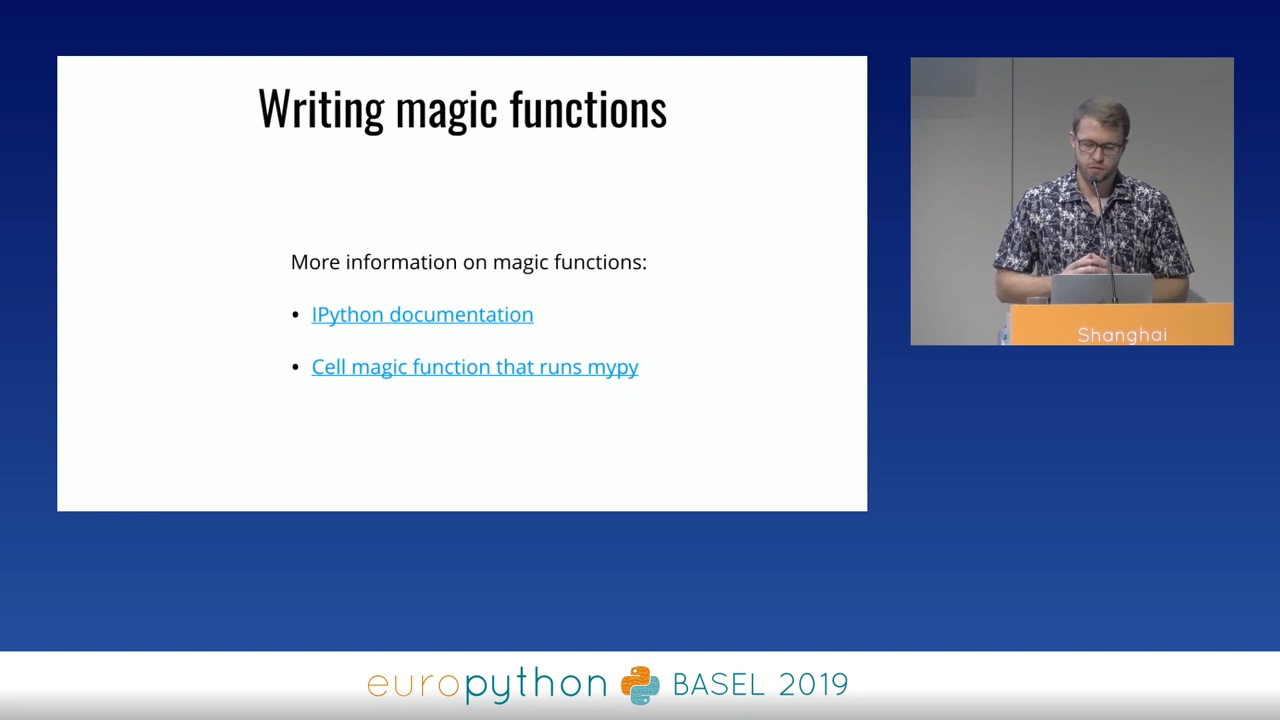 Writing magic functions
More information on magic functions:
• IPython documentation
• Cell magic function that runs mypy
Shanghai
europython BASEL 2019